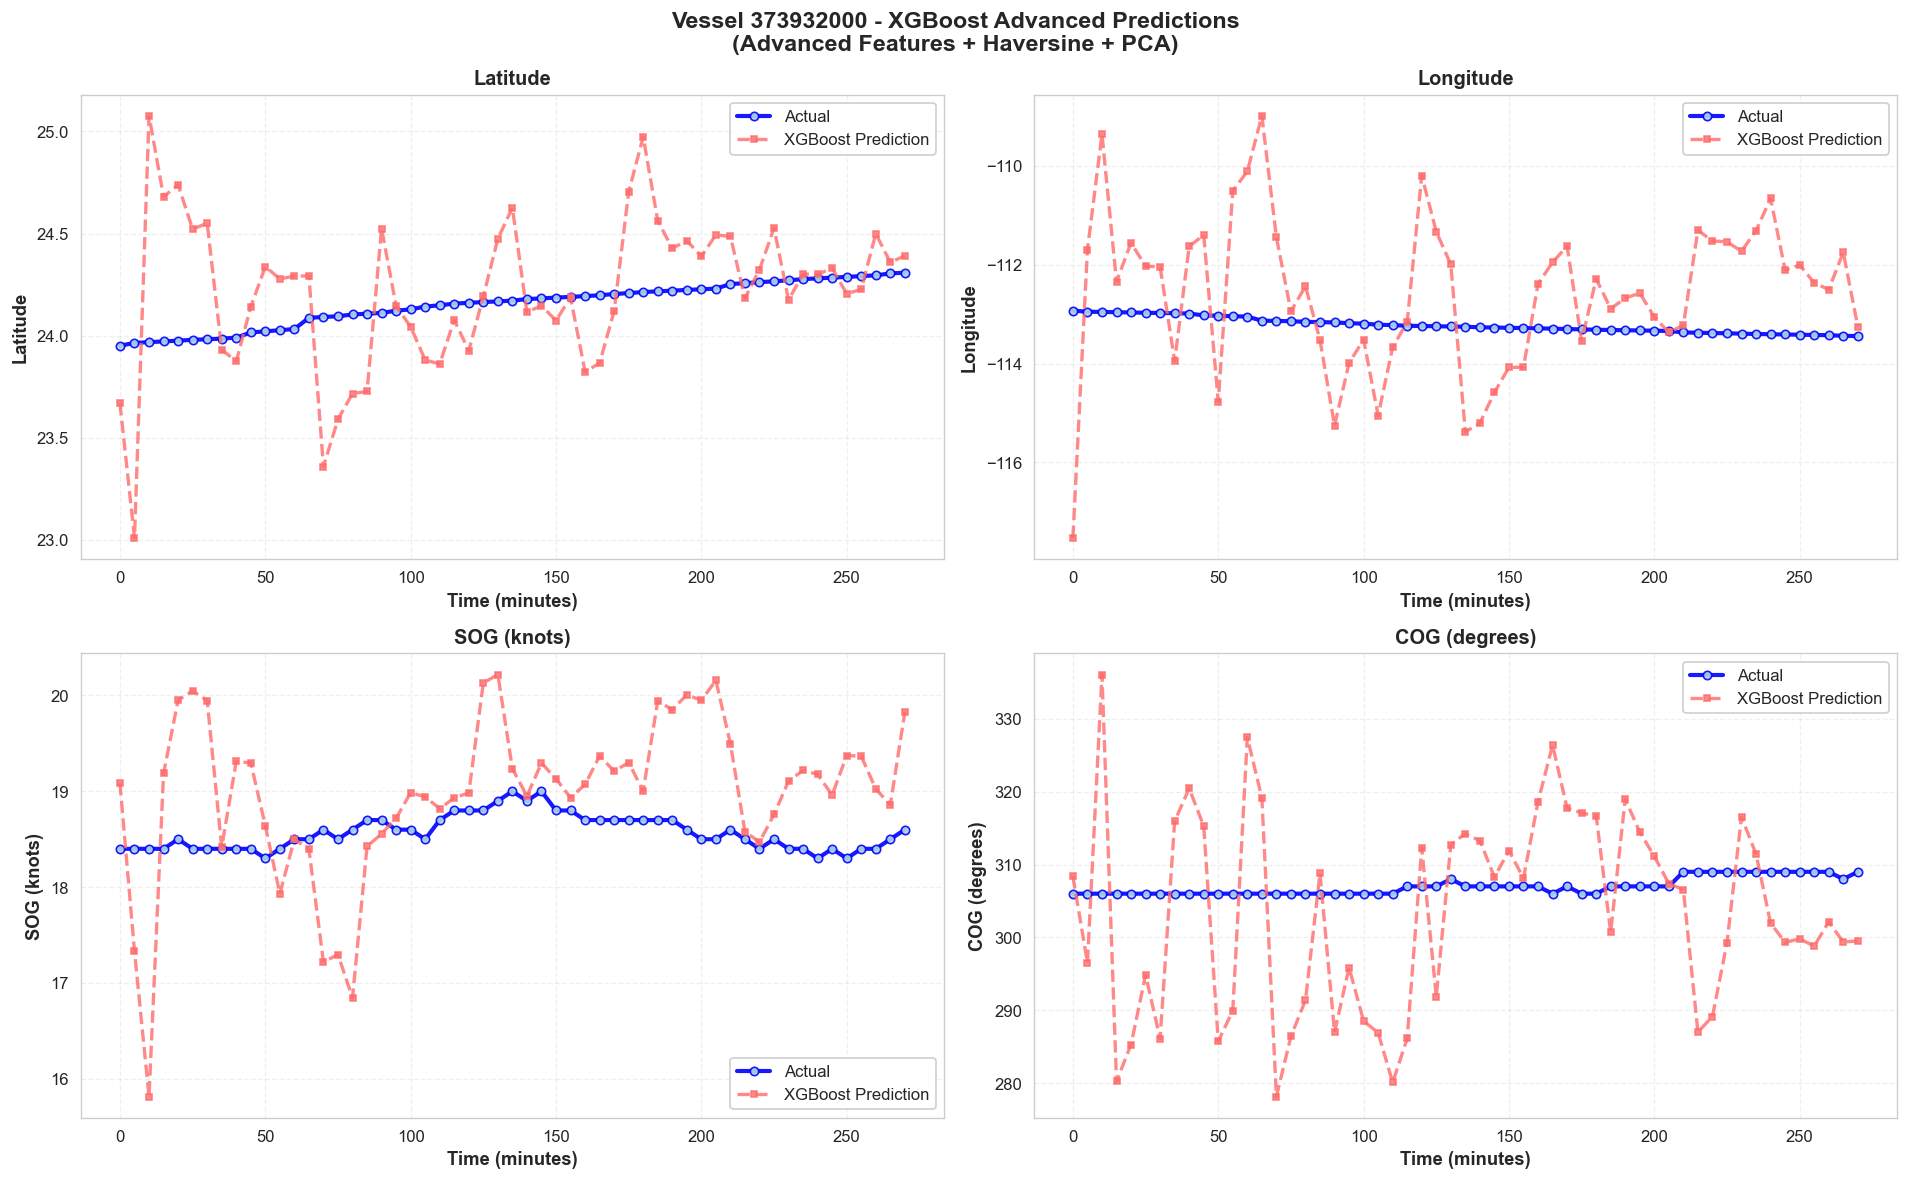 Vessel 373932000 - XGBoost Advanced Predictions
(Advanced Features + Haversine + PCA)
Latitude
Latitude
25.0
24.5
24.0
23.5
23.0
0 50 100 150 200 250
Time (minutes)
Actual
XGBoost Prediction
Longitude
Longitude
−110
−112
−114
−116
0 50 100 150 200 250
Time (minutes)
Actual
XGBoost Prediction
SOG (knots)
SOG (knots)
20
19
18
17
16
0 50 100 150 200 250
Time (minutes)
Actual
XGBoost Prediction
COG (degrees)
COG (degrees)
330
320
310
300
290
280
0 50 100 150 200 250
Time (minutes)
Actual
XGBoost Prediction